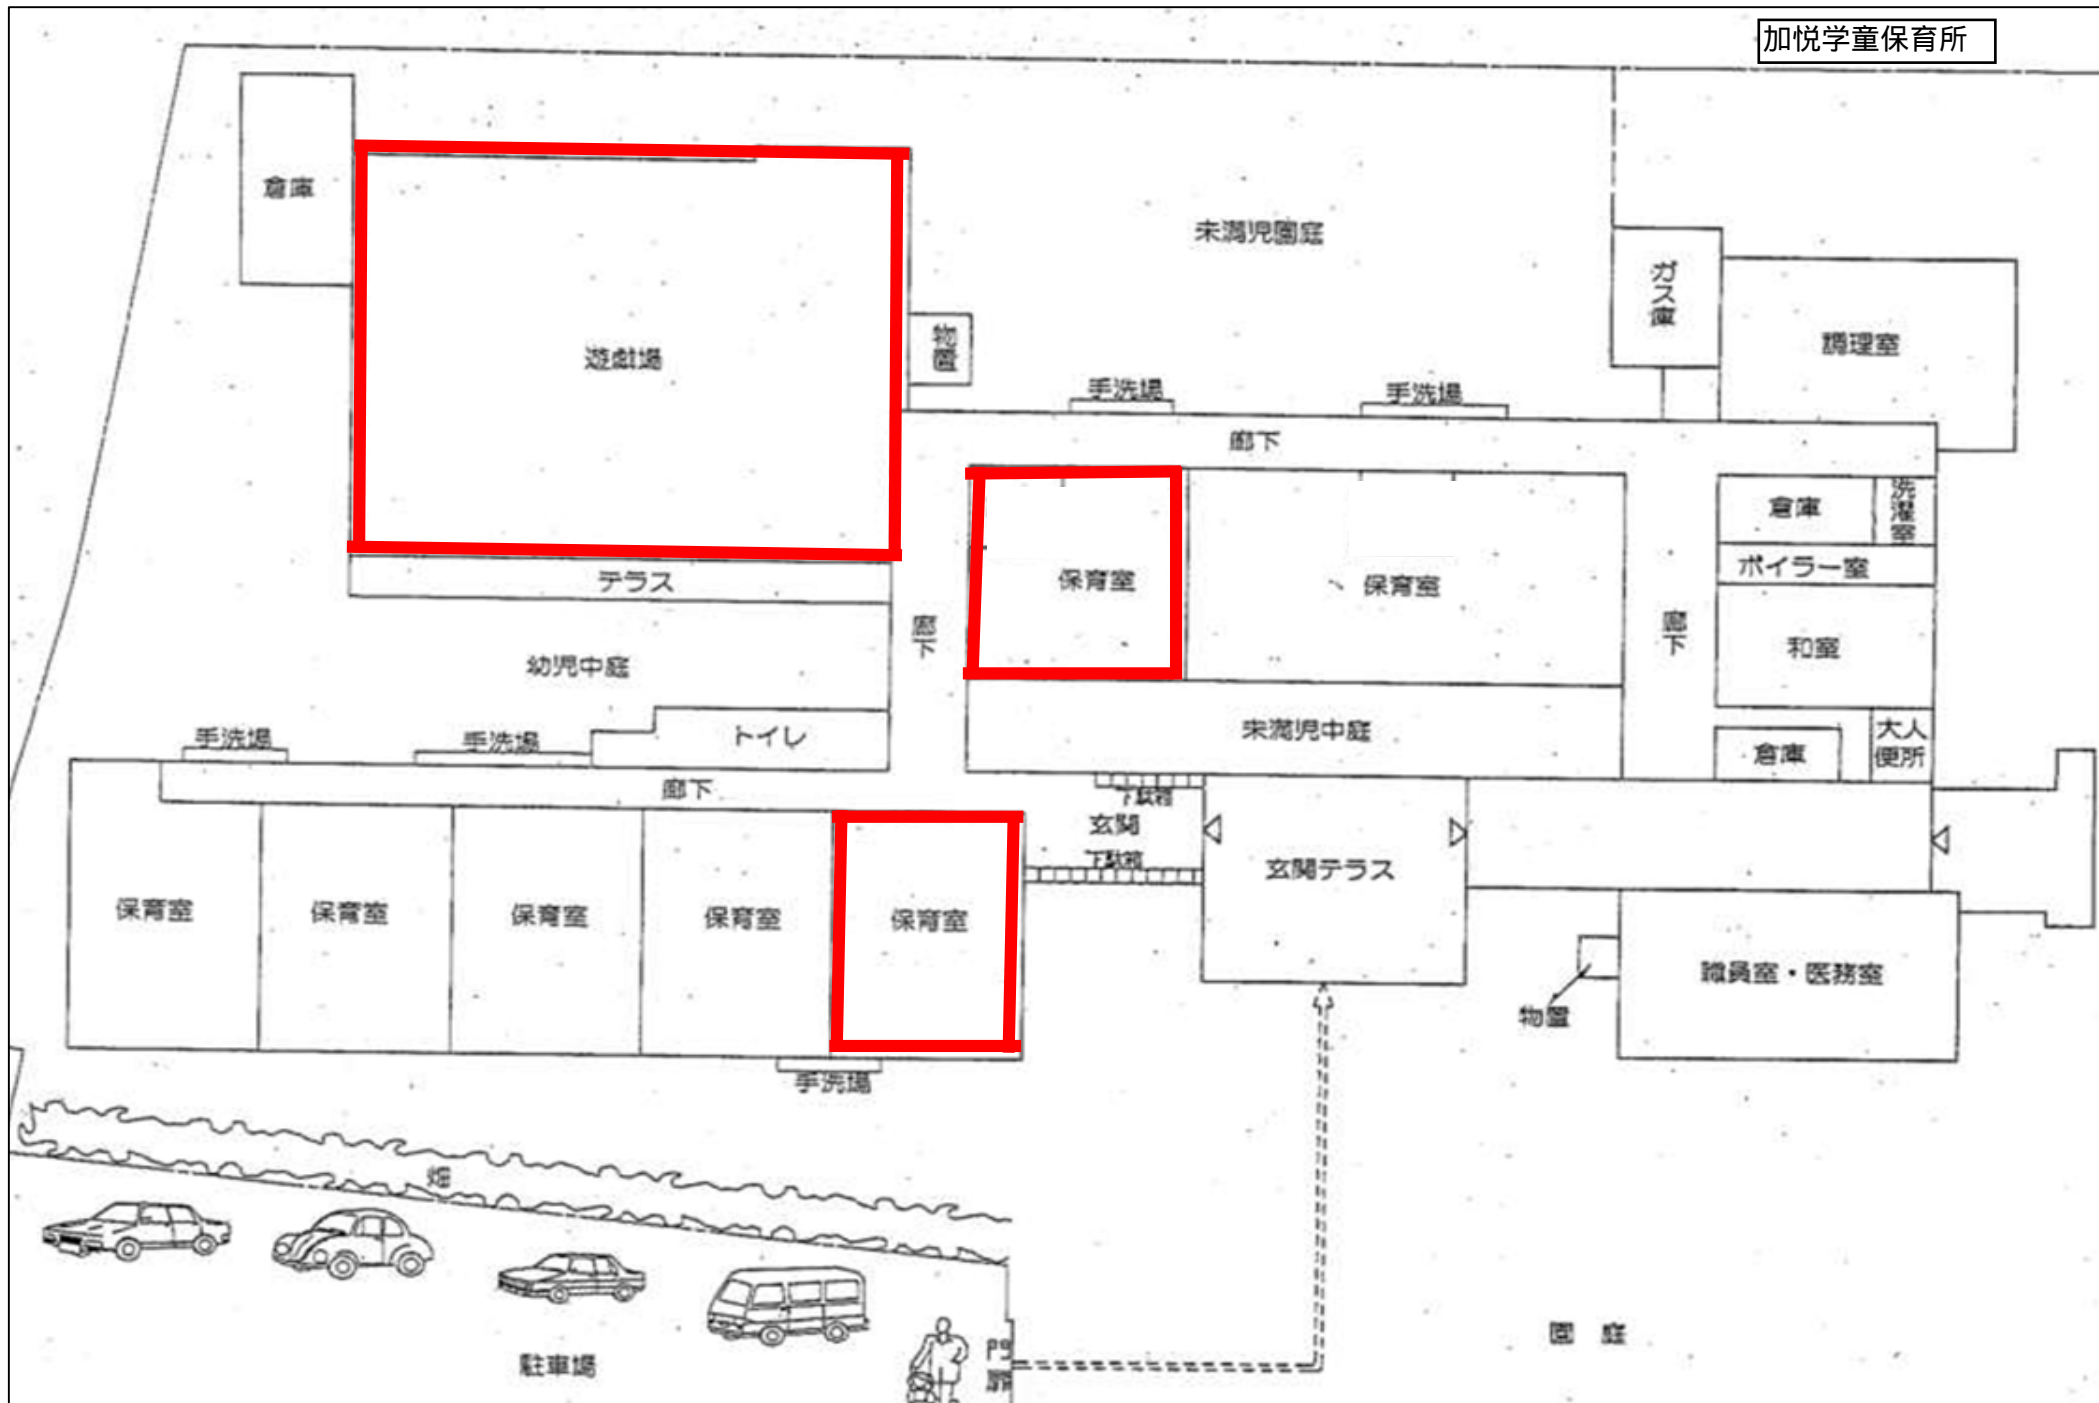 加悦学童保育所
倉庫
未満児園庭
ガス庫
遊戯場
物置
調理室
手洗場
手洗場
廊下
倉庫
洗濯室
ボイラー室
テラス
保育室
保育室
廊下
廊下
和室
幼児中庭
未満児中庭
大人便所
倉庫
手洗場
手洗場
トイレ
廊下
下駄箱
玄関
下駄箱
玄関テラス
保育室
保育室
保育室
保育室
保育室
職員室・医務室
物置
手洗場
畑
園庭
駐車場
門扉